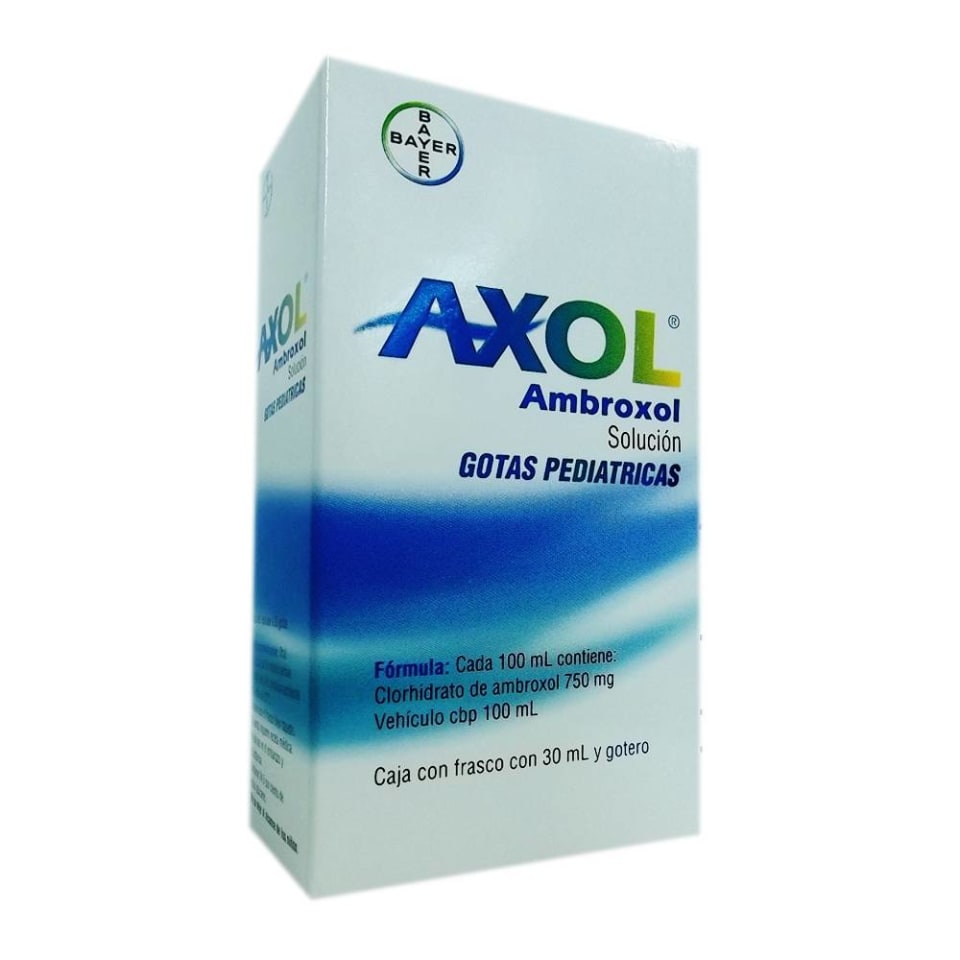 BAYER
BAYER
AXOL®
Ambroxol
Solución
GOTAS PEDIATRICAS
Fórmula: Cada 100 mL contiene:
Clorhidrato de ambroxol 750 mg
Vehículo cbp 100 mL
Caja con frasco con 30 mL y gotero
AXOL®
Ambroxol
Solución
GOTAS PEDIATRICAS